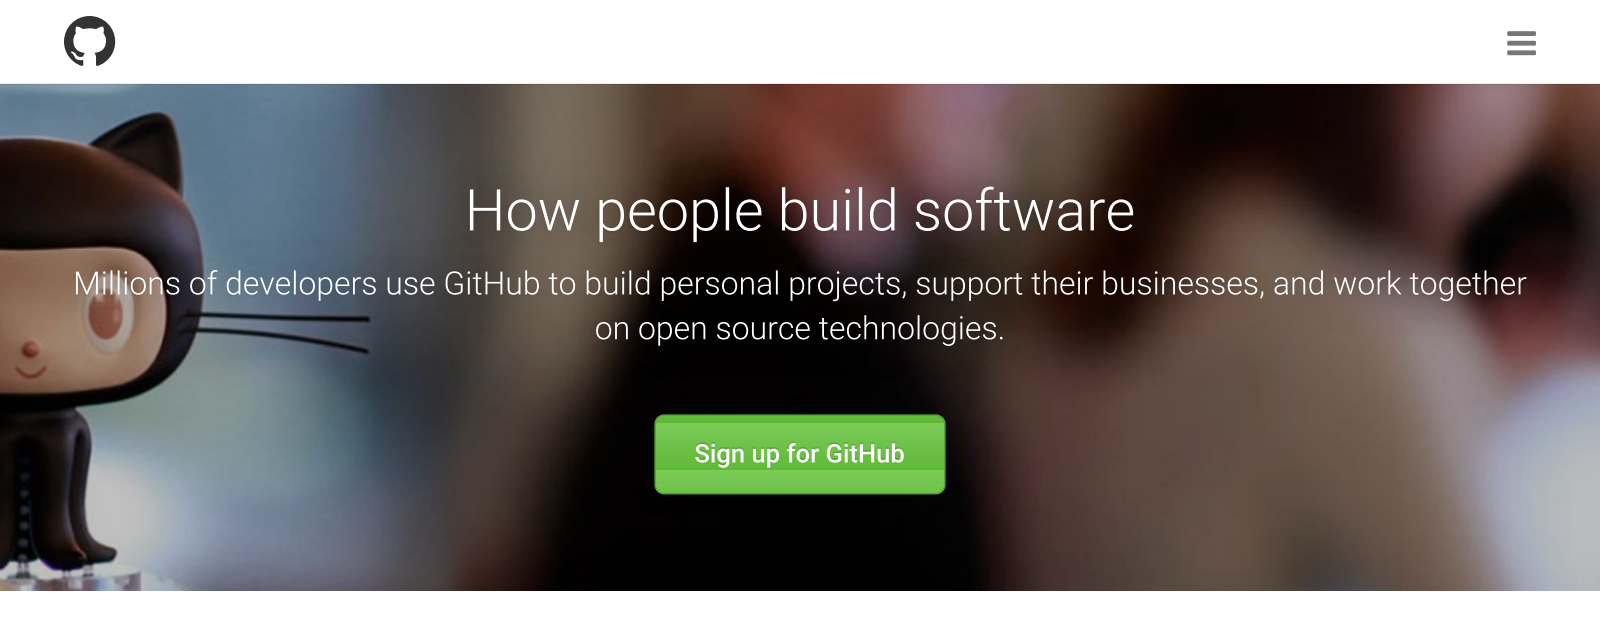 How people build software
Millions of developers use GitHub to build personal projects, support their businesses, and work together
on open source technologies.
Sign up for GitHub